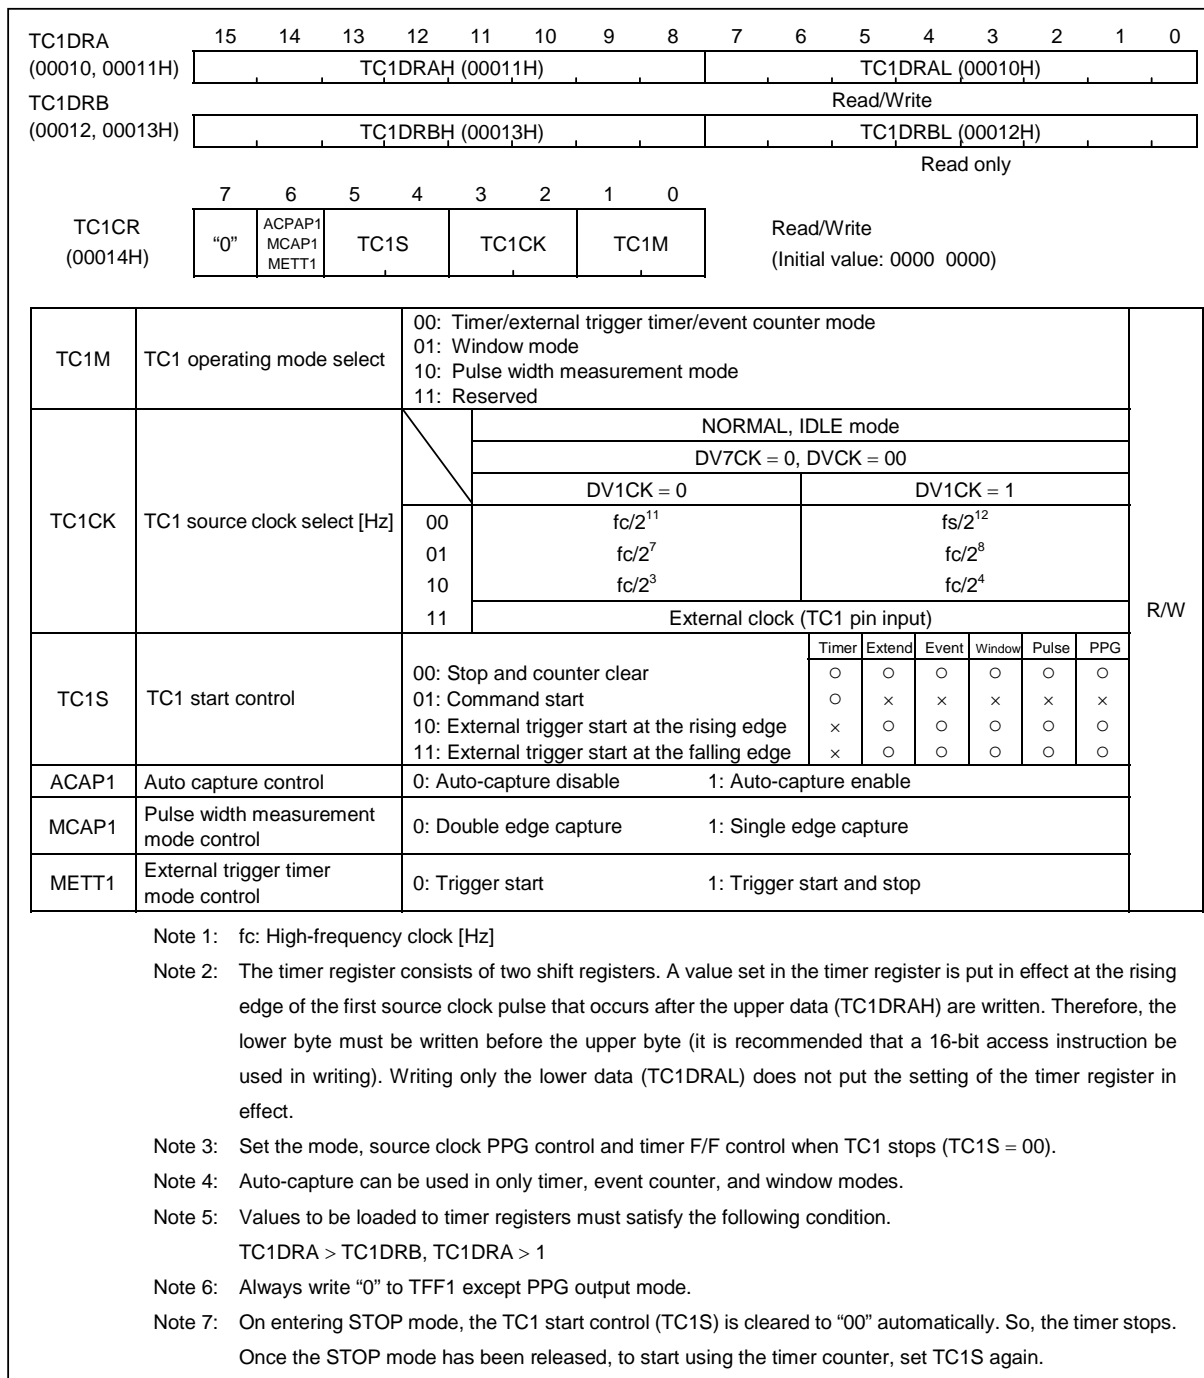 TC1DRA 15 14 13 12 11 10 9 8 7 6 5 4 3 2 1 0
(00010, 00011H) TC1DRAH (00011H) TC1DRAL (00010H)
TC1DRB Read/Write
(00012, 00013H) TC1DRBH (00013H) TC1DRBL (00012H)
Read only
7 6 5 4 3 2 1 0
TC1CR (00014H) “0” ACPAP1 MCAP1 METT1 TC1S TC1CK TC1M Read/Write
(Initial value: 0000 0000)
TC1M TC1 operating mode select 00: Timer/external trigger timer/event counter mode
01: Window mode
10: Pulse width measurement mode
11: Reserved
R/W
TC1CK TC1 source clock select [Hz] NORMAL, IDLE mode
DV7CK = 0, DVCK = 00
DV1CK = 0 DV1CK = 1
00 fc/2¹¹ fs/2¹²
01 fc/2⁷ fc/2⁸
10 fc/2³ fc/2⁴
11 External clock (TC1 pin input)
Timer Extend Event Window Pulse PPG
TC1S TC1 start control 00: Stop and counter clear ○ ○ ○ ○ ○ ○
01: Command start ○ × × × × ×
10: External trigger start at the rising edge × ○ ○ ○ ○ ○
11: External trigger start at the falling edge × ○ ○ ○ ○ ○
ACAP1 Auto capture control 0: Auto-capture disable 1: Auto-capture enable
MCAP1 Pulse width measurement mode control 0: Double edge capture 1: Single edge capture
METT1 External trigger timer mode control 0: Trigger start 1: Trigger start and stop
Note 1: fc: High-frequency clock [Hz]
Note 2: The timer register consists of two shift registers. A value set in the timer register is put in effect at the rising
edge of the first source clock pulse that occurs after the upper data (TC1DRAH) are written. Therefore, the
lower byte must be written before the upper byte (it is recommended that a 16-bit access instruction be
used in writing). Writing only the lower data (TC1DRAL) does not put the setting of the timer register in
effect.
Note 3: Set the mode, source clock PPG control and timer F/F control when TC1 stops (TC1S = 00).
Note 4: Auto-capture can be used in only timer, event counter, and window modes.
Note 5: Values to be loaded to timer registers must satisfy the following condition.
TC1DRA > TC1DRB, TC1DRA > 1
Note 6: Always write “0” to TFF1 except PPG output mode.
Note 7: On entering STOP mode, the TC1 start control (TC1S) is cleared to “00” automatically. So, the timer stops.
Once the STOP mode has been released, to start using the timer counter, set TC1S again.